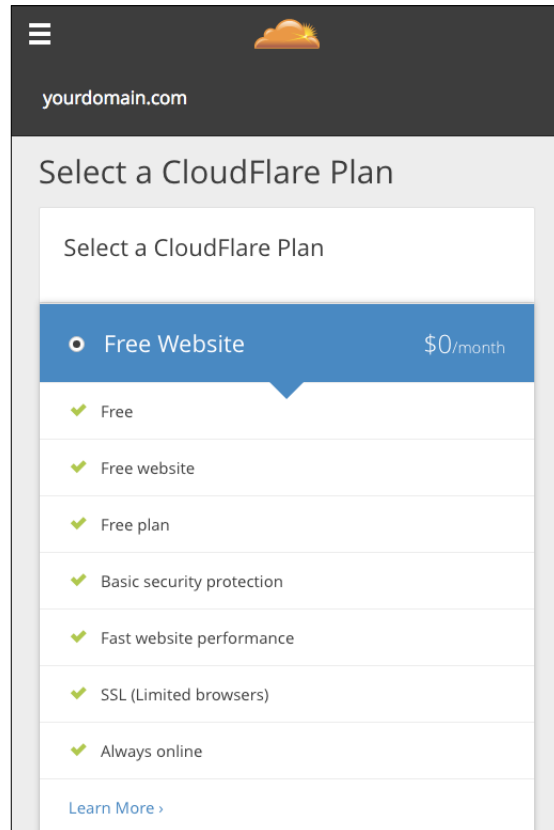 yourdomain.com
Select a CloudFlare Plan
Select a CloudFlare Plan
Free Website $0/month
Free
Free website
Free plan
Basic security protection
Fast website performance
SSL (Limited browsers)
Always online
Learn More ›